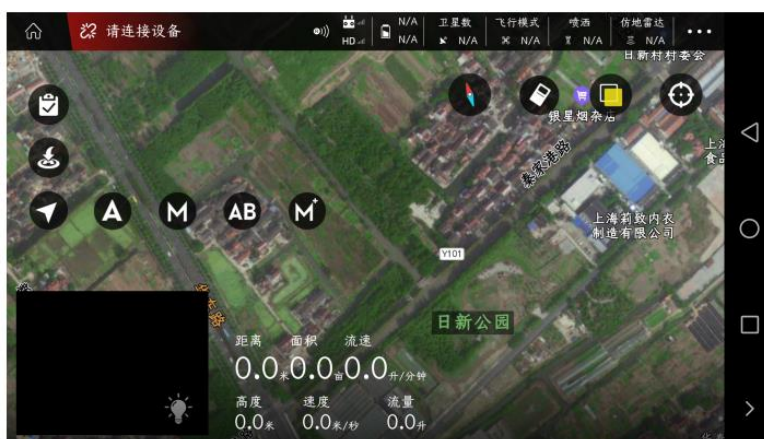 请连接设备
HD
N/A
N/A
卫星数
N/A
飞行模式
N/A
喷洒
N/A
仿地雷达
N/A
日新村村委会
银星烟杂店
秦家港路
上海
食品
A
M
AB
M+
上海莉致内衣
制造有限公司
Y101
日新公园
距离 面积 流速
0.0米 0.0亩 0.0升/分钟
高度 速度 流量
0.0米 0.0米/秒 0.0升